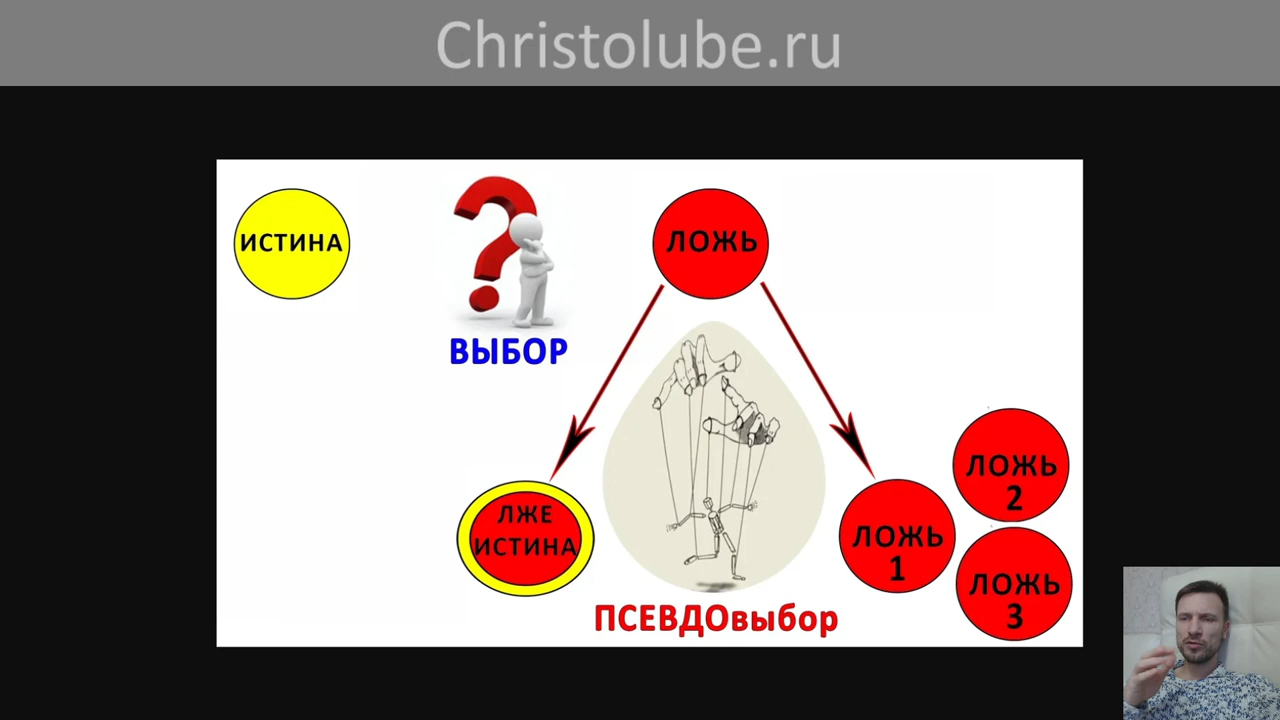 Christolube.ru
ИСТИНА
ЛОЖЬ
ВЫБОР
ЛЖЕ
ИСТИНА
ЛОЖЬ
1
ЛОЖЬ
2
ЛОЖЬ
3
ПСЕВДОвыбор